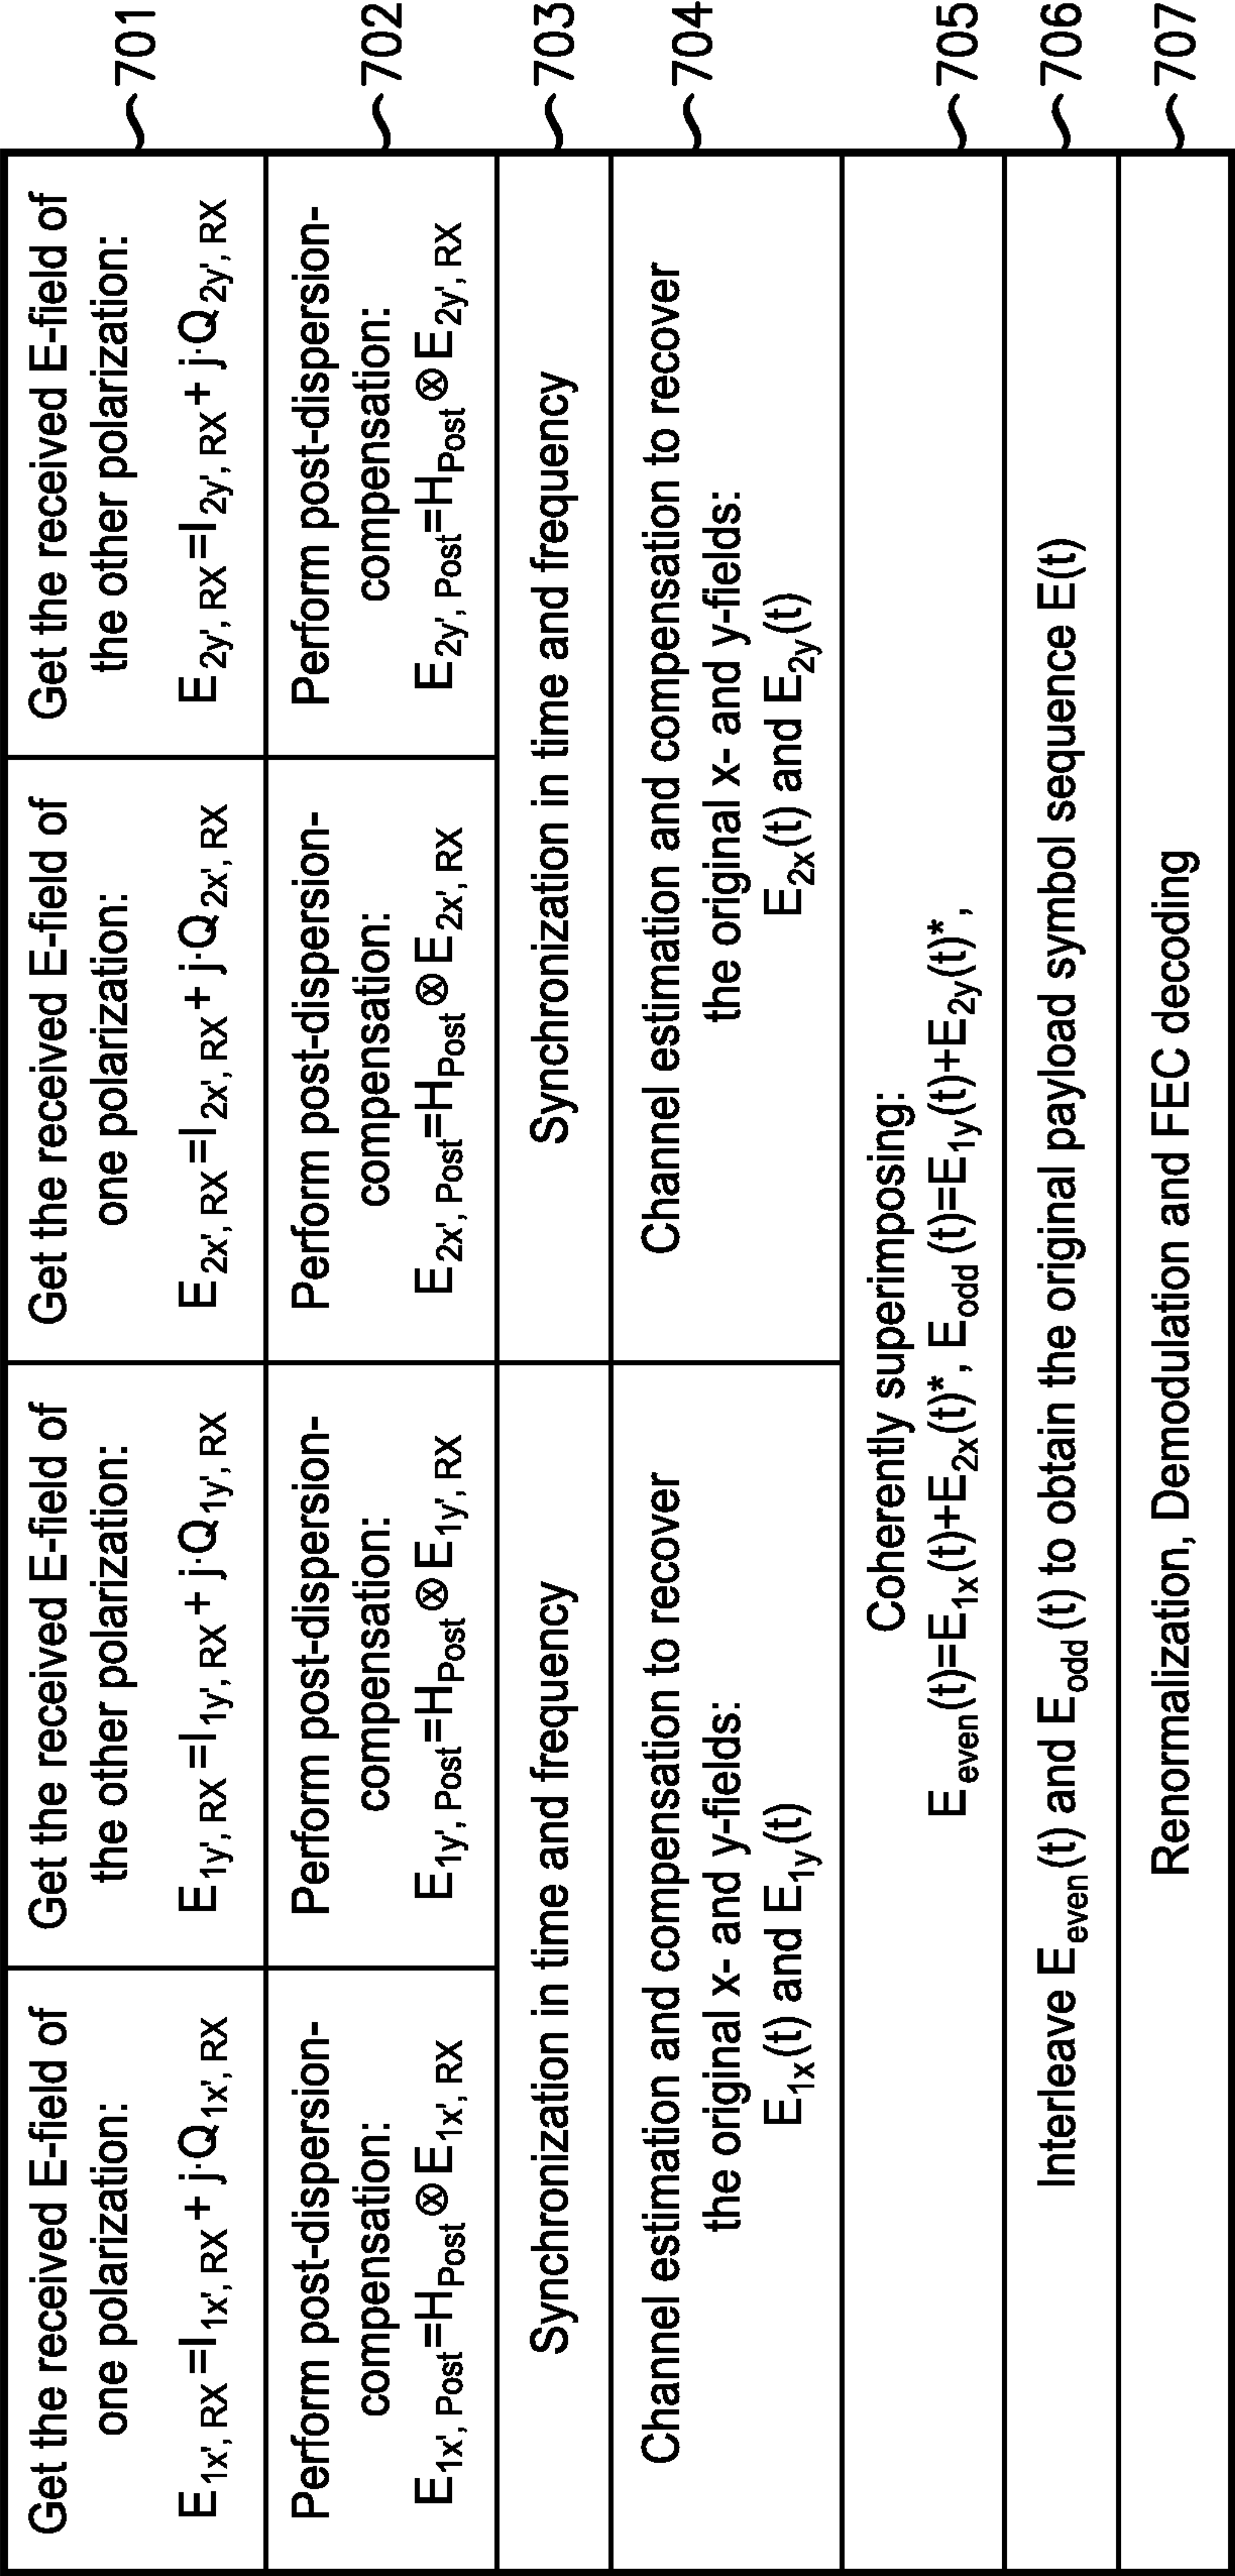 Get the received E-field of
one polarization:
E1x', RX=I1x', RX+ j·Q1x', RX
Get the received E-field of
the other polarization:
E1y', RX=I1y', RX+ j·Q1y', RX
Get the received E-field of
one polarization:
E2x', RX=I2x', RX+ j·Q2x', RX
Get the received E-field of
the other polarization:
E2y', RX=I2y', RX+ j·Q2y', RX
701
Perform post-dispersion-
compensation:
E1x', Post=HPost⊗E1x', RX
Perform post-dispersion-
compensation:
E1y', Post=HPost⊗E1y', RX
Perform post-dispersion-
compensation:
E2x', Post=HPost⊗E2x', RX
Perform post-dispersion-
compensation:
E2y', Post=HPost⊗E2y', RX
702
Synchronization in time and frequency
Synchronization in time and frequency
703
Channel estimation and compensation to recover
the original x- and y-fields:
E1x(t) and E1y(t)
Channel estimation and compensation to recover
the original x- and y-fields:
E2x(t) and E2y(t)
704
Coherently superimposing:
Eeven(t)=E1x(t)+E2x(t)*, Eodd (t)=E1y(t)+E2y(t)*,
705
Interleave Eeven(t) and Eodd (t) to obtain the original payload symbol sequence E(t)
706
Renormalization, Demodulation and FEC decoding
707